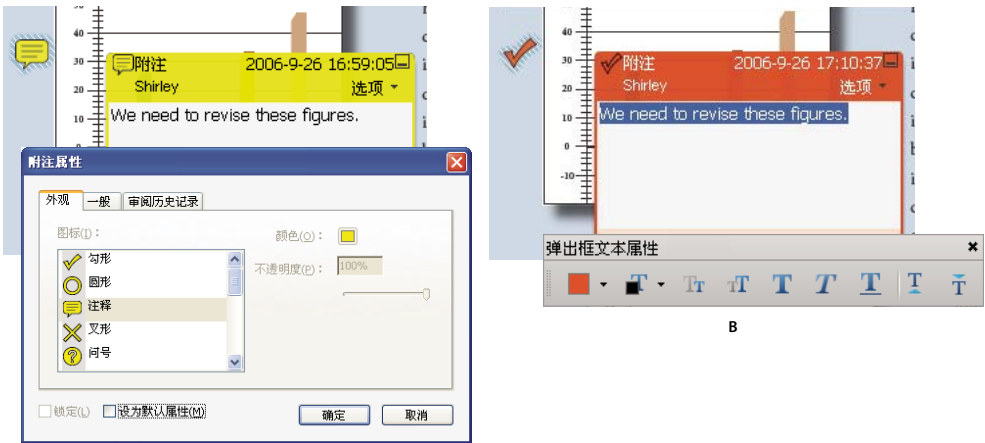 50
40
30
20
10
附注 2006-9-26 16:59:05
Shirley 选项
We need to revise these figures.
附注属性
外观 一般 审阅历史记录
图标(I)：
勾形
圆形
注释
叉形
问号
颜色(O)：
不透明度(P)： 100%
锁定(L) 设为默认属性(M) 确定 取消
40
30
20
10
0
-10
附注 2006-9-26 17:10:37
Shirley 选项
We need to revise these figures.
弹出框文本属性
T TT TT T T T T T
B